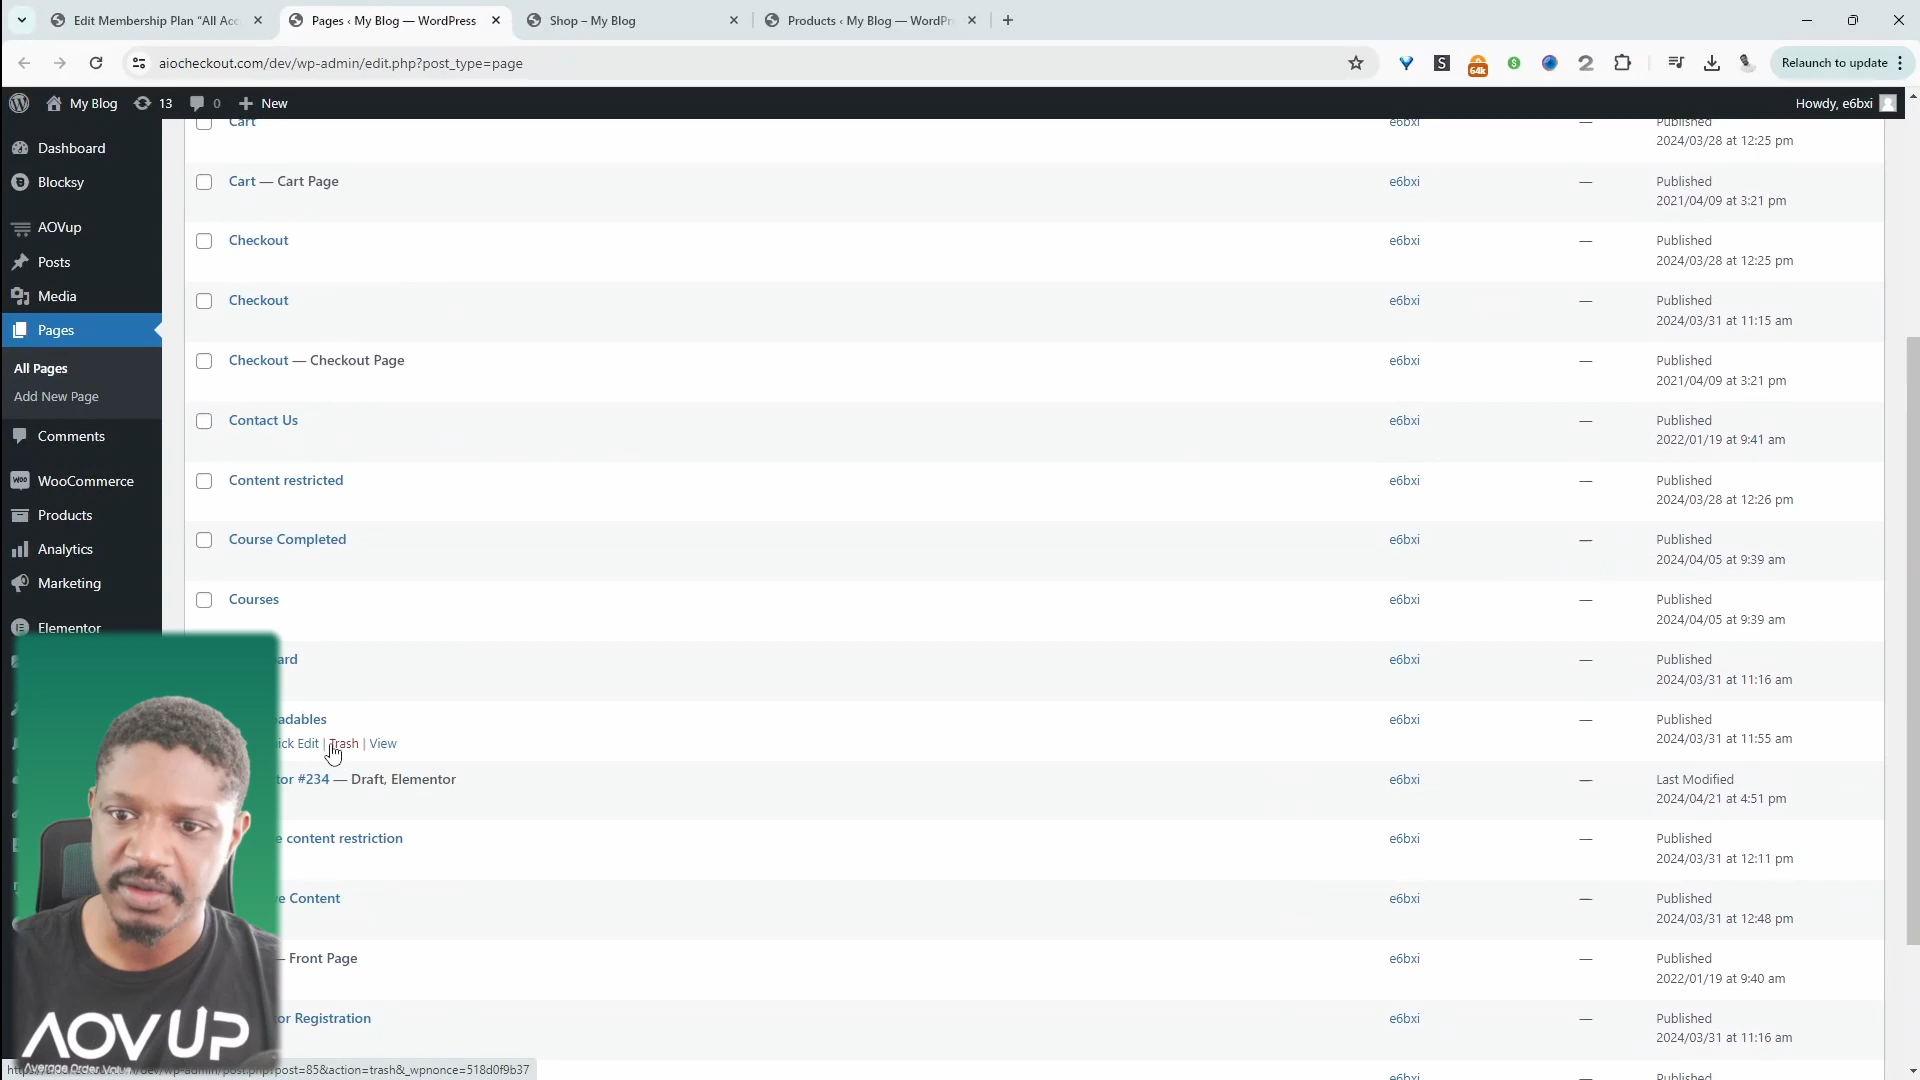 Edit Membership Plan "All Acc
Pages ‹ My Blog — WordPress
Shop – My Blog
Products ‹ My Blog — WordPr
aiocheckout.com/dev/wp-admin/edit.php?post_type=page
S
64k
2
Relaunch to update
My Blog
13
0
New
Howdy, e6bxi
Dashboard
Blocksy
AOVup
Posts
Media
Pages
All Pages
Add New Page
Comments
WooCommerce
Products
Analytics
Marketing
Elementor
Cart e6bxi — Published
2024/03/28 at 12:25 pm
Cart — Cart Page e6bxi — Published
2021/04/09 at 3:21 pm
Checkout e6bxi — Published
2024/03/28 at 12:25 pm
Checkout e6bxi — Published
2024/03/31 at 11:15 am
Checkout — Checkout Page e6bxi — Published
2021/04/09 at 3:21 pm
Contact Us e6bxi — Published
2022/01/19 at 9:41 am
Content restricted e6bxi — Published
2024/03/28 at 12:26 pm
Course Completed e6bxi — Published
2024/04/05 at 9:39 am
Courses e6bxi — Published
2024/04/05 at 9:39 am
ard e6bxi — Published
2024/03/31 at 11:16 am
adables e6bxi — Published
ick Edit | Trash | View 2024/03/31 at 11:55 am
tor #234 — Draft, Elementor e6bxi — Last Modified
2024/04/21 at 4:51 pm
e content restriction e6bxi — Published
2024/03/31 at 12:11 pm
e Content e6bxi — Published
2024/03/31 at 12:48 pm
— Front Page e6bxi — Published
2022/01/19 at 9:40 am
or Registration e6bxi — Published
2024/03/31 at 11:16 am
AOVUP
Average Order Value
/dev/wp-admin/post.php?post=85&action=trash&_wpnonce=518d0f9b37